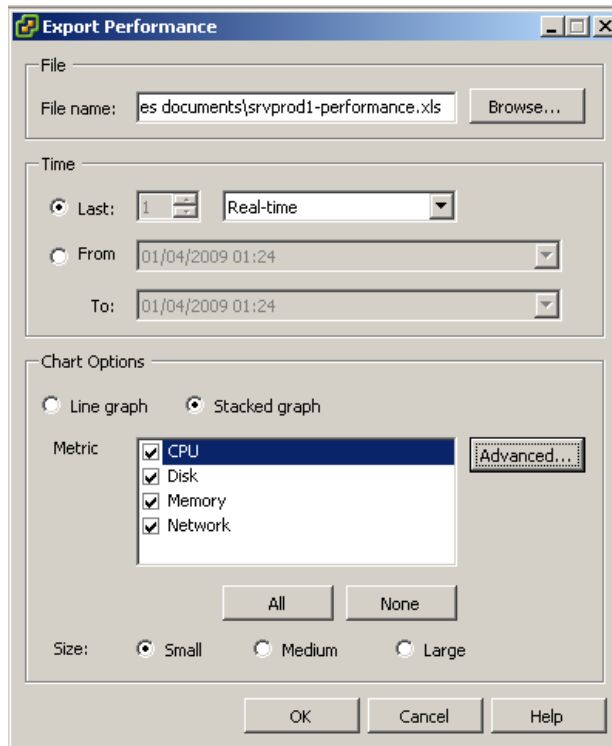 Export Performance
File
File name: es documents\srvprod1-performance.xls Browse...
Time
Last: 1 Real-time
From 01/04/2009 01:24
To: 01/04/2009 01:24
Chart Options
Line graph Stacked graph
Metric CPU Advanced...
Disk
Memory
Network
All None
Size: Small Medium Large
OK Cancel Help